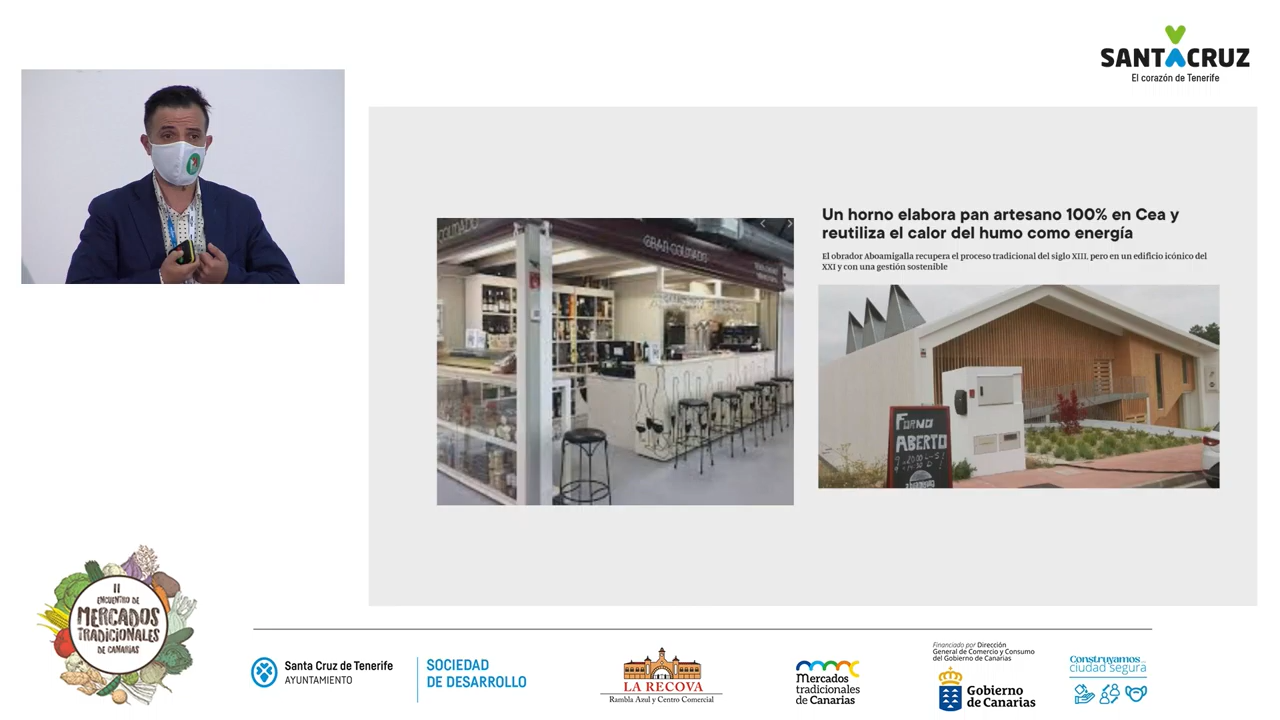 SANTACRUZ
El corazón de Tenerife
Un horno elabora pan artesano 100% en Cea y
reutiliza el calor del humo como energía
El obrador Aboamigalla recupera el proceso tradicional del siglo XIII, pero en un edificio icónico del
XXI y con una gestión sostenible
GRAN COLMADO
FORNO
ABERTO
II
ENCUENTRO DE
MERCADOS
TRADICIONALES
DE CANARIAS
Santa Cruz de Tenerife
AYUNTAMIENTO
SOCIEDAD
DE DESARROLLO
LA RECOVA
Rambla Azul y Centro Comercial
Mercados
tradicionales
de Canarias
Financiado por Dirección
General de Comercio y Consumo
del Gobierno de Canarias
Gobierno
de Canarias
Construyamos
ciudad segura